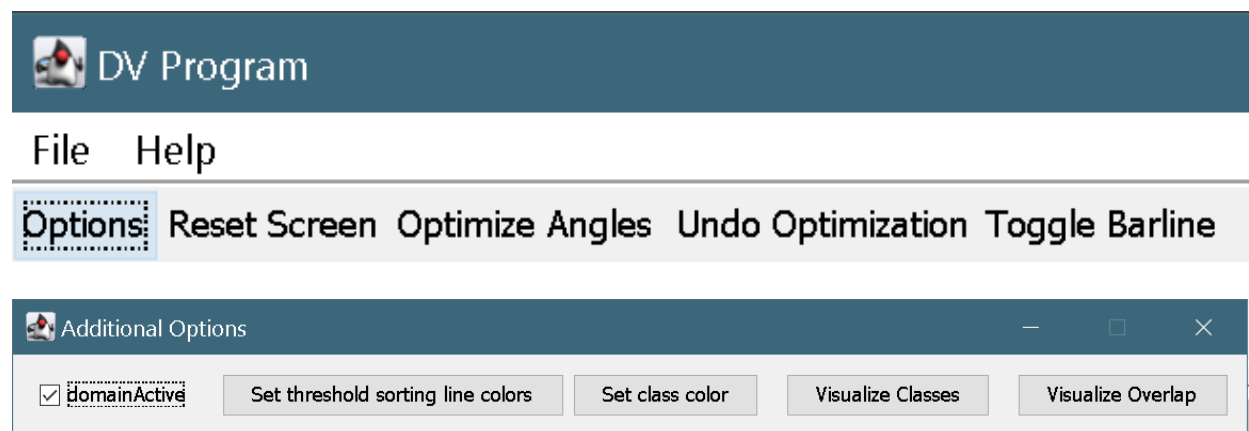 DV Program
File Help
Options Reset Screen Optimize Angles Undo Optimization Toggle Barline
Additional Options
domainActive Set threshold sorting line colors Set class color Visualize Classes Visualize Overlap